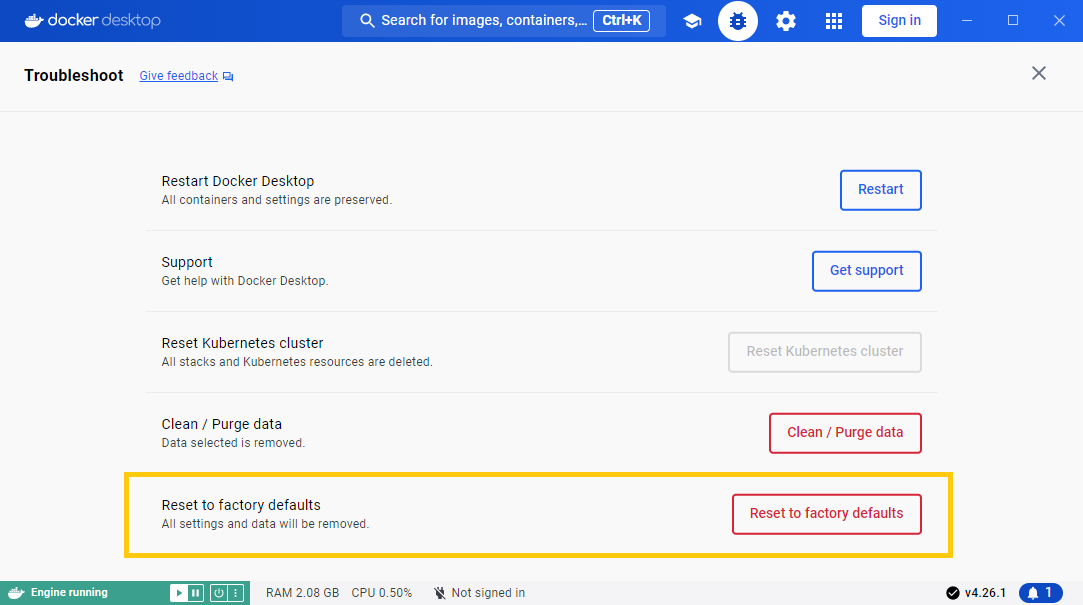 docker desktop
Search for images, containers,... Ctrl+K
Sign in
Troubleshoot Give feedback
Restart Docker Desktop
All containers and settings are preserved.
Restart
Support
Get help with Docker Desktop.
Get support
Reset Kubernetes cluster
All stacks and Kubernetes resources are deleted.
Reset Kubernetes cluster
Clean / Purge data
Data selected is removed.
Clean / Purge data
Reset to factory defaults
All settings and data will be removed.
Reset to factory defaults
Engine running
RAM 2.08 GB CPU 0.50% Not signed in
v4.26.1 1